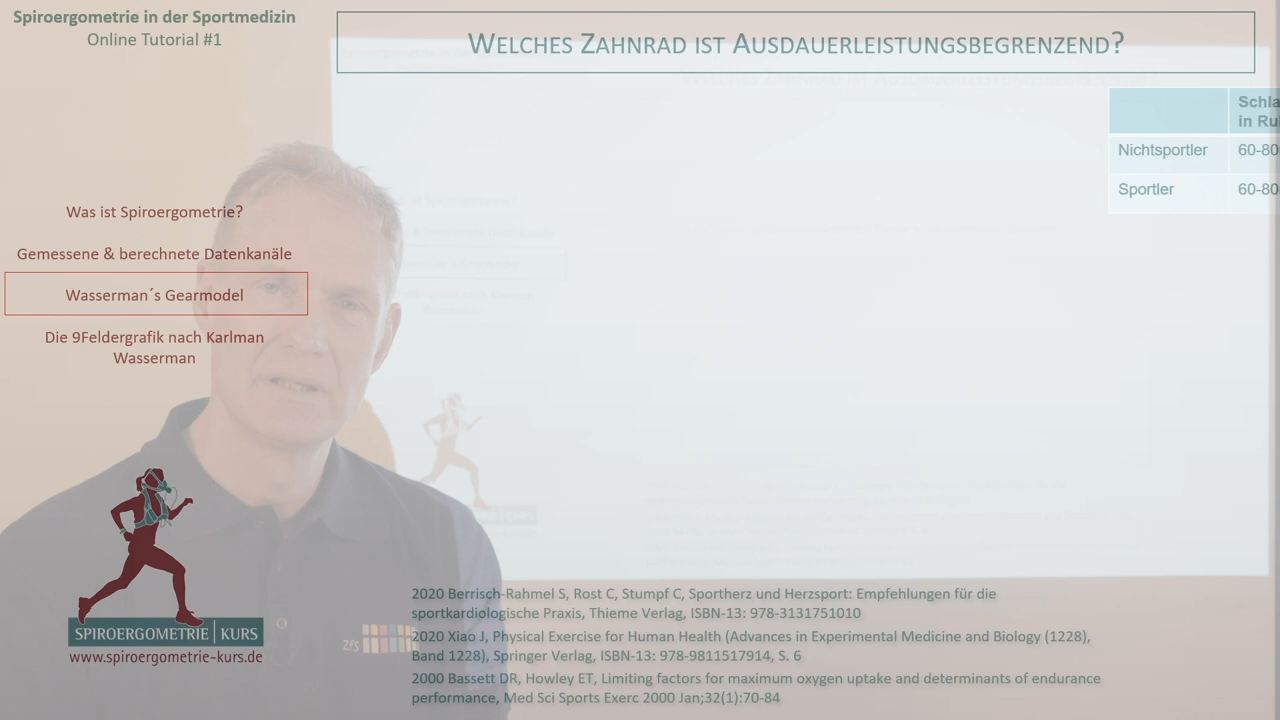 Spiroergometrie in der Sportmedizin
Online Tutorial #1
WELCHES ZAHNRAD IST AUSDAUERLEISTUNGSBEGRENZEND?
Schla
in Ru
Nichtsportler 60-80
Sportler 60-80
Was ist Spiroergometrie?
Gemessene & berechnete Datenkanäle
Wasserman´s Gearmodel
Die 9Feldergrafik nach Karlman
Wasserman
SPIROERGOMETRIE | KURS
www.spiroergometrie-kurs.de
zfs
2020 Berrisch-Rahmel S, Rost C, Stumpf C, Sportherz und Herzsport: Empfehlungen für die
sportkardiologische Praxis, Thieme Verlag, ISBN-13: 978-3131751010
2020 Xiao J, Physical Exercise for Human Health (Advances in Experimental Medicine and Biology (1228),
Band 1228), Springer Verlag, ISBN-13: 978-9811517914, S. 6
2000 Bassett DR, Howley ET, Limiting factors for maximum oxygen uptake and determinants of endurance
performance, Med Sci Sports Exerc 2000 Jan;32(1):70-84